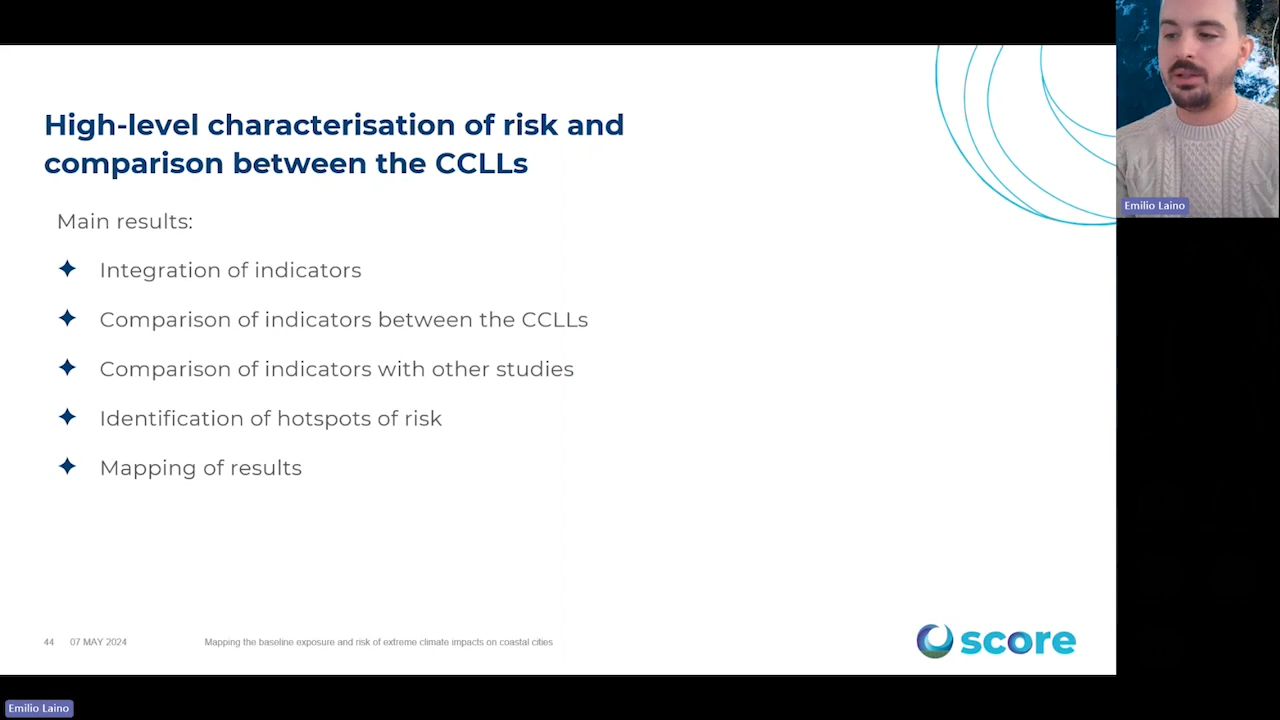 High-level characterisation of risk and
comparison between the CCLLs
Main results:
Integration of indicators
Comparison of indicators between the CCLLs
Comparison of indicators with other studies
Identification of hotspots of risk
Mapping of results
44 07 MAY 2024 Mapping the baseline exposure and risk of extreme climate impacts on coastal cities
score
Emilio Laino
Emilio Laino